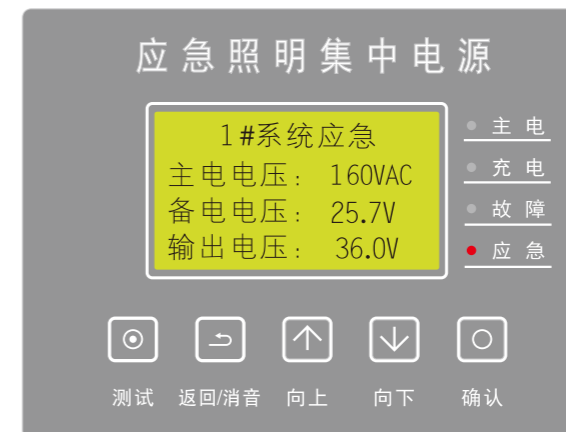 应急照明集中电源
1#系统应急
主电电压: 160VAC
备电电压: 25.7V
输出电压: 36.0V
主电
充电
故障
应急
测试 返回/消音 向上 向下 确认